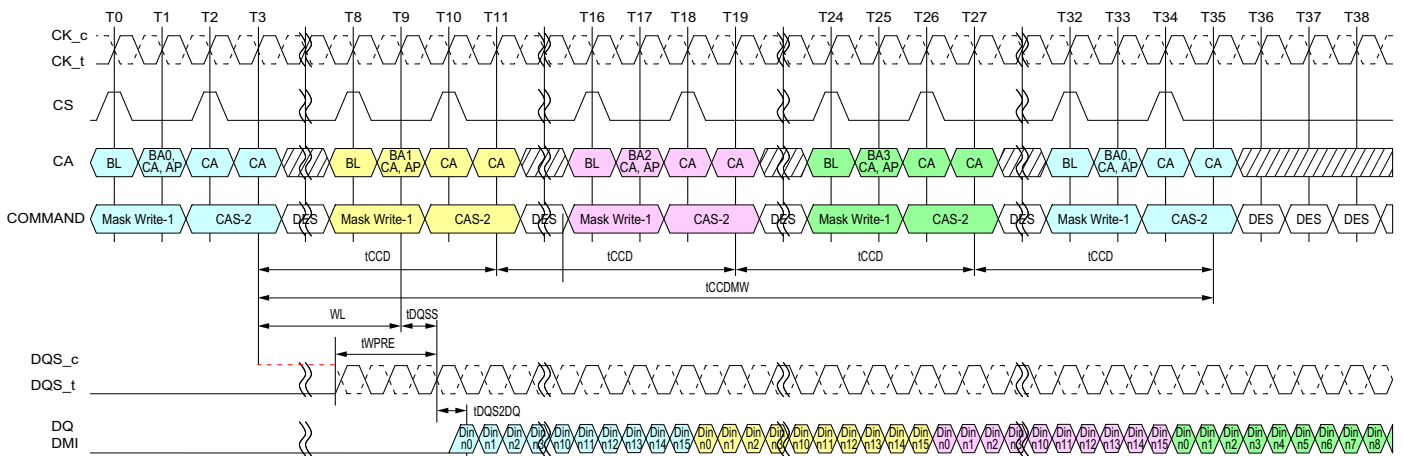 T0 T1 T2 T3 T8 T9 T10 T11 T16 T17 T18 T19 T24 T25 T26 T27 T32 T33 T34 T35 T36 T37 T38
CK_c
CK_t
CS
CA BL BA0, CA, AP CA CA BL BA1 CA, AP CA CA BL BA2 CA, AP CA CA BL BA3 CA, AP CA CA BL BA0, CA, AP CA CA
COMMAND Mask Write-1 CAS-2 DES Mask Write-1 CAS-2 DES Mask Write-1 CAS-2 DES Mask Write-1 CAS-2 DES Mask Write-1 CAS-2 DES DES DES
tCCD tCCD tCCD tCCD
tCCDMW
WL tDQSS
tWPRE
DQS_c
DQS_t
tDQS2DQ
DQ
DMI
Din Din Din Din Din Din Din Din Din Din Din Din Din Din Din Din Din Din Din Din Din Din Din Din Din Din Din Din Din Din Din Din Din Din Din Din Din Din Din
n0 n1 n2 n10 n11 n12 n13 n14 n15 n0 n1 n2 n10 n11 n12 n13 n14 n15 n0 n1 n2 n10 n11 n12 n13 n14 n15 n0 n1 n2 n3 n4 n5 n6 n7 n8